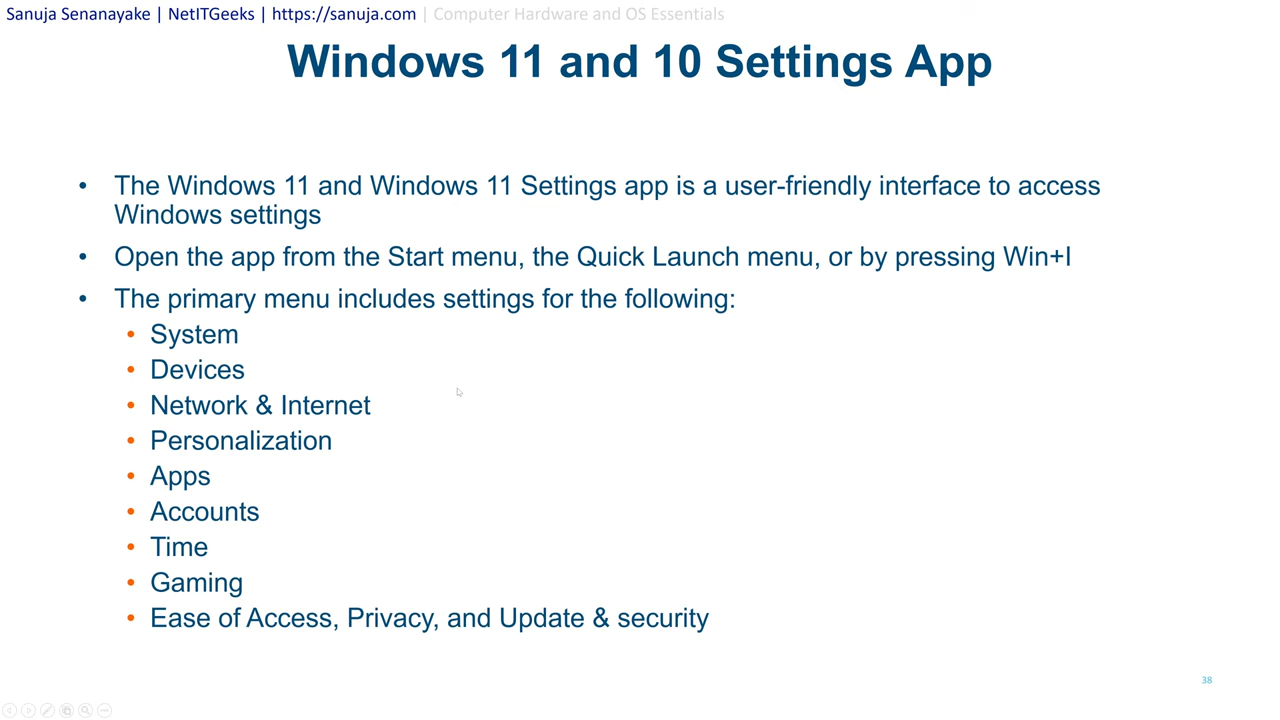 Sanuja Senanayake | NetITGeeks | https://sanuja.com | Computer Hardware and OS Essentials
Windows 11 and 10 Settings App
• The Windows 11 and Windows 11 Settings app is a user-friendly interface to access
Windows settings
• Open the app from the Start menu, the Quick Launch menu, or by pressing Win+I
• The primary menu includes settings for the following:
• System
• Devices
• Network & Internet
• Personalization
• Apps
• Accounts
• Time
• Gaming
• Ease of Access, Privacy, and Update & security
38